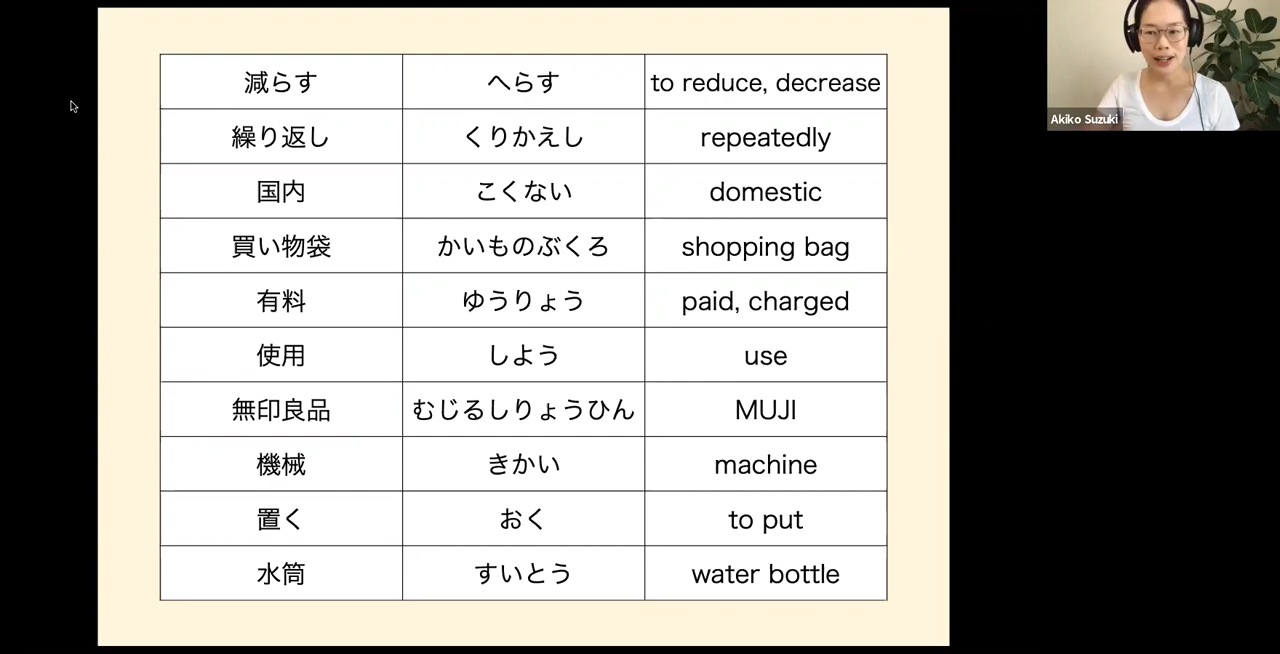 減らす へらす to reduce, decrease
繰り返し くりかえし repeatedly
国内 こくない domestic
買い物袋 かいものぶくろ shopping bag
有料 ゆうりょう paid, charged
使用 しよう use
無印良品 むじるしりょうひん MUJI
機械 きかい machine
置く おく to put
水筒 すいとう water bottle
Akiko Suzuki